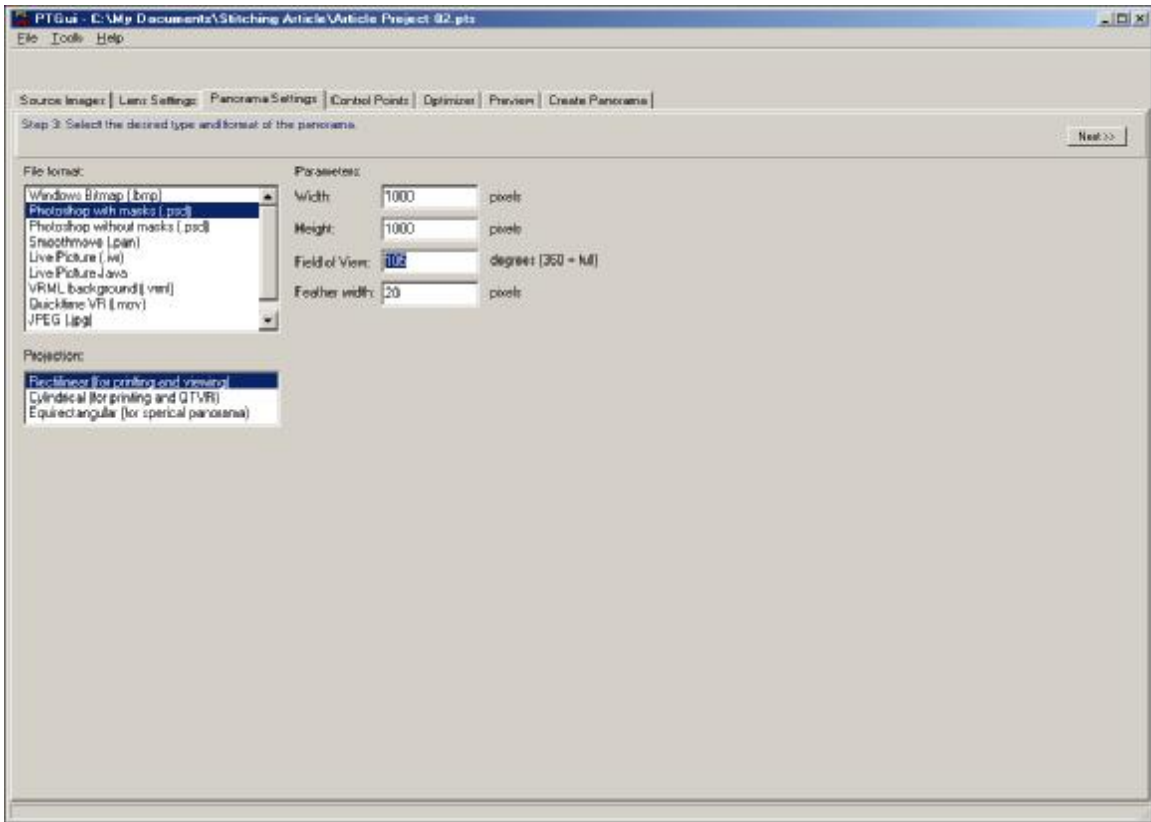 PTGui - C:\My Documents\Stitching Article\Article Project 02.pts
File Tools Help
Source Images Lens Settings Panorama Settings Control Points Optimizer Preview Create Panorama
Step 3: Select the desired type and format of the panorama.
Next >>
File format:
Windows Bitmap (.bmp)
Photoshop with masks (.psd)
Photoshop without masks (.psd)
Smoothmove (.pan)
Live Picture (.ivr)
Live Picture Java
VRML background (.vrml)
Quicktime VR (.mov)
JPEG (.jpg)
Parameters:
Width: 1000 pixels
Height: 1000 pixels
Field of View: degrees (360 = full)
Feather width: 20 pixels
Projection:
Rectilinear (for printing and viewing)
Cylindrical (for printing and QTVR)
Equirectangular (for sperical panorama)